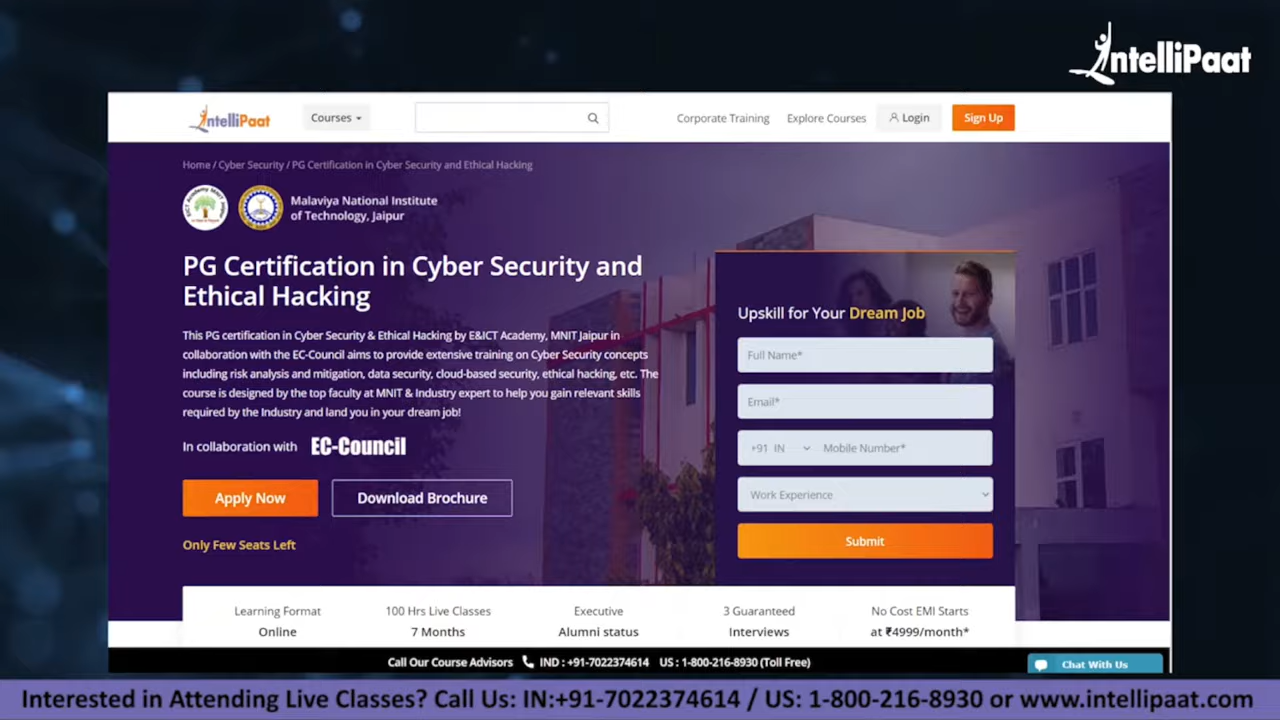 IntelliPaat
IntelliPaat
Courses
Corporate Training
Explore Courses
Login
Sign Up
Home / Cyber Security / PG Certification in Cyber Security and Ethical Hacking
Malaviya National Institute
of Technology, Jaipur
PG Certification in Cyber Security and
Ethical Hacking
This PG certification in Cyber Security & Ethical Hacking by E&ICT Academy, MNIT Jaipur in
collaboration with the EC-Council aims to provide extensive training on Cyber Security concepts
including risk analysis and mitigation, data security, cloud-based security, ethical hacking, etc. The
course is designed by the top faculty at MNIT & Industry expert to help you gain relevant skills
required by the Industry and land you in your dream job!
In collaboration with EC-Council
Apply Now
Download Brochure
Only Few Seats Left
Upskill for Your Dream Job
Full Name*
Email*
+91 IN Mobile Number*
Work Experience
Submit
Learning Format
Online
100 Hrs Live Classes
7 Months
Executive
Alumni status
3 Guaranteed
Interviews
No Cost EMI Starts
at ₹4999/month*
Call Our Course Advisors IND : +91-7022374614 US : 1-800-216-8930 (Toll Free)
Chat With Us
Interested in Attending Live Classes? Call Us: IN:+91-7022374614 / US: 1-800-216-8930 or www.intellipaat.com